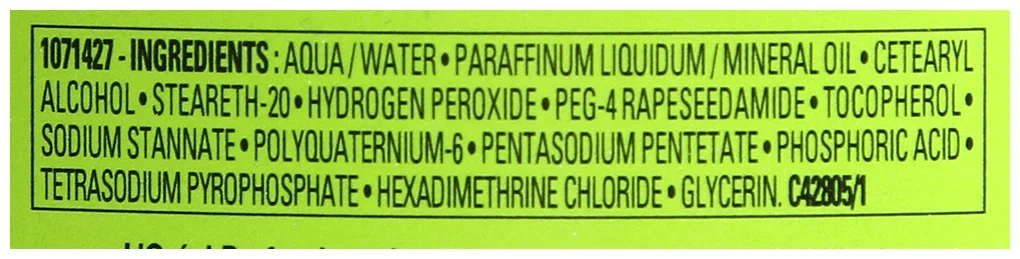 1071427 - INGREDIENTS : AQUA / WATER • PARAFFINUM LIQUIDUM / MINERAL OIL • CETEARYL
ALCOHOL • STEARETH-20 • HYDROGEN PEROXIDE • PEG-4 RAPESEEDAMIDE • TOCOPHEROL •
SODIUM STANNATE • POLYQUATERNIUM-6 • PENTASODIUM PENTETATE • PHOSPHORIC ACID •
TETRASODIUM PYROPHOSPHATE • HEXADIMETHRINE CHLORIDE • GLYCERIN. C42805/1